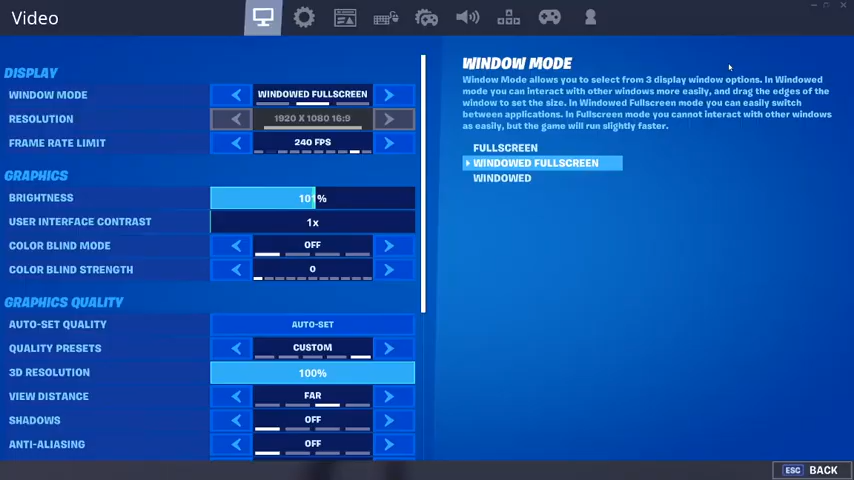 Video
DISPLAY
WINDOW MODE
WINDOWED FULLSCREEN
RESOLUTION
1920 X 1080 16:9
FRAME RATE LIMIT
240 FPS
GRAPHICS
BRIGHTNESS
101%
USER INTERFACE CONTRAST
1x
COLOR BLIND MODE
OFF
COLOR BLIND STRENGTH
0
GRAPHICS QUALITY
AUTO-SET QUALITY
AUTO-SET
QUALITY PRESETS
CUSTOM
3D RESOLUTION
100%
VIEW DISTANCE
FAR
SHADOWS
OFF
ANTI-ALIASING
OFF
WINDOW MODE
Window Mode allows you to select from 3 display window options. In Windowed
mode you can interact with other windows more easily, and drag the edges of the
window to set the size. In Windowed Fullscreen mode you can easily switch
between applications. In Fullscreen mode you cannot interact with other windows
as easily, but the game will run slightly faster.
FULLSCREEN
WINDOWED FULLSCREEN
WINDOWED
ESC BACK